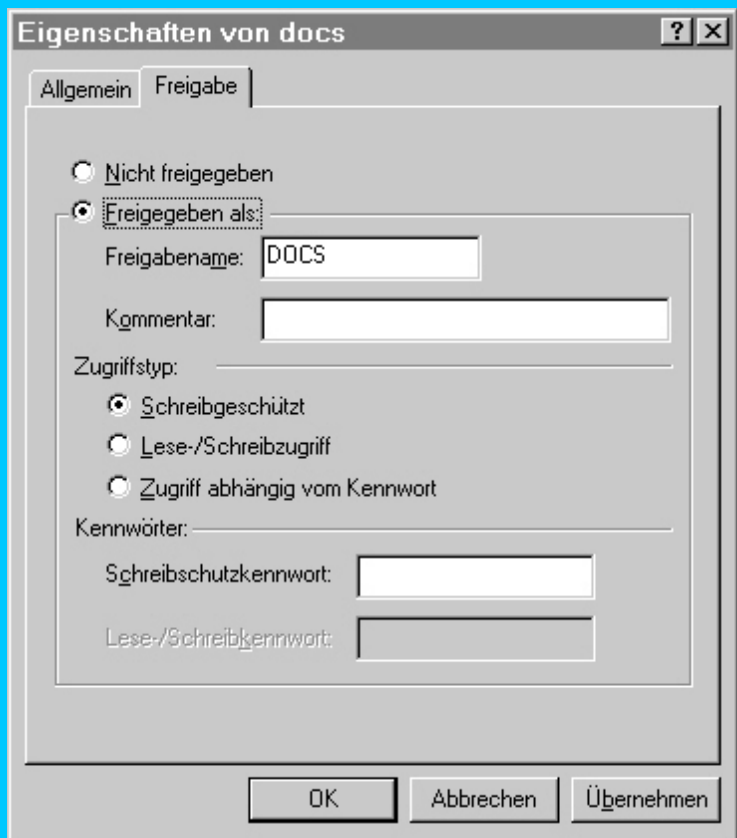 Eigenschaften von docs
Allgemein Freigabe
Nicht freigegeben
Freigegeben als:
Freigabename: DOCS
Kommentar:
Zugriffstyp:
Schreibgeschützt
Lese-/Schreibzugriff
Zugriff abhängig vom Kennwort
Kennwörter:
Schreibschutzkennwort:
Lese-/Schreibkennwort:
OK Abbrechen Übernehmen